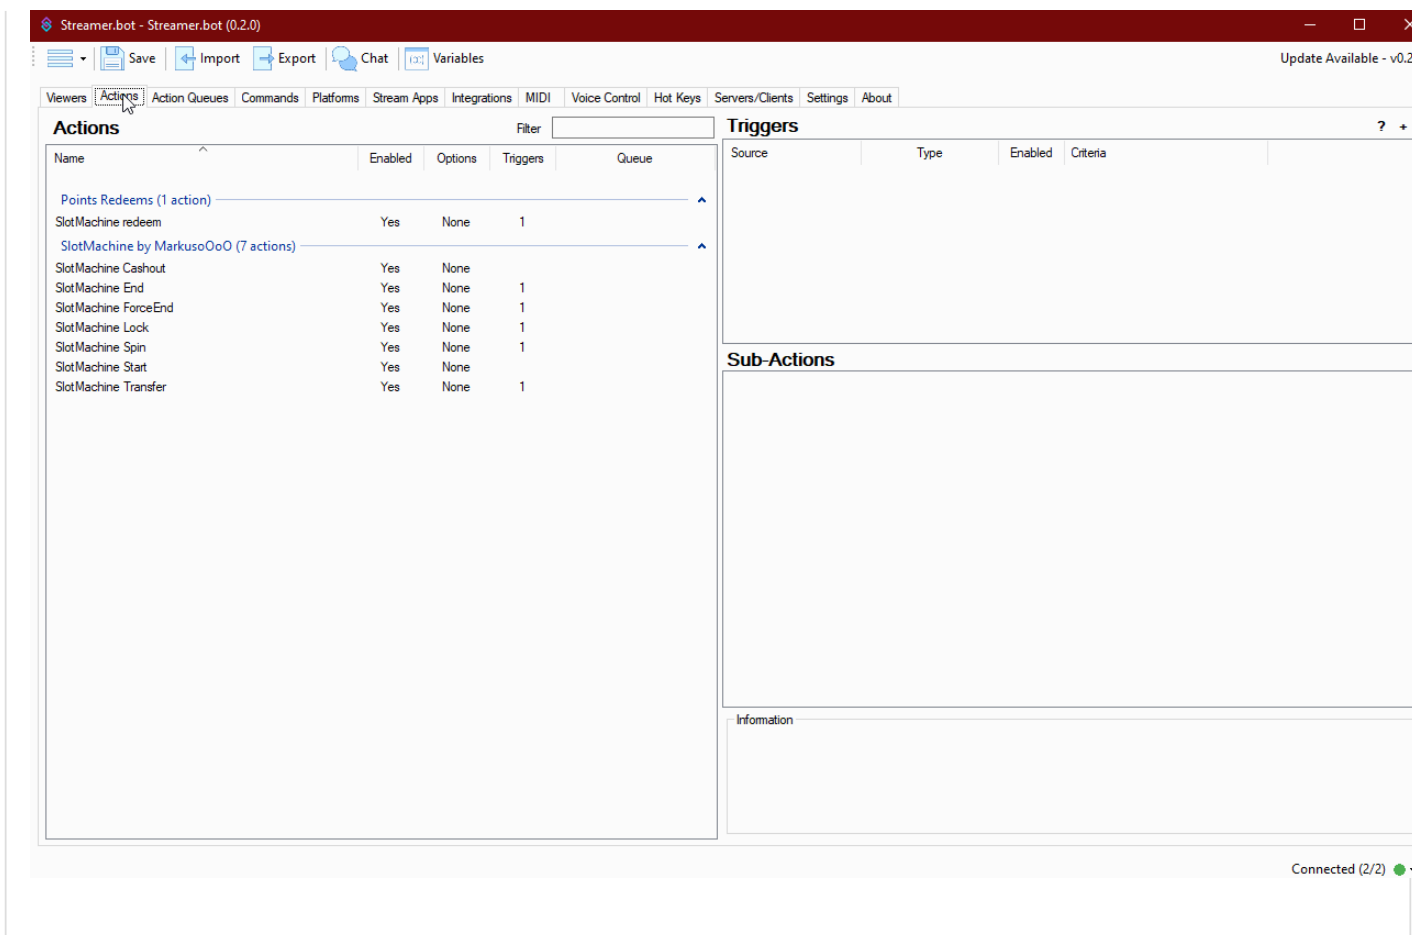 Streamer.bot - Streamer.bot (0.2.0)
Save Import Export Chat Variables Update Available - v0.2
Viewers Actions Action Queues Commands Platforms Stream Apps Integrations MIDI Voice Control Hot Keys Servers/Clients Settings About
Actions Filter
Name Enabled Options Triggers Queue
Points Redeems (1 action)
SlotMachine redeem Yes None 1
SlotMachine by MarkusoOoO (7 actions)
SlotMachine Cashout Yes None
SlotMachine End Yes None 1
SlotMachine ForceEnd Yes None 1
SlotMachine Lock Yes None 1
SlotMachine Spin Yes None 1
SlotMachine Start Yes None
SlotMachine Transfer Yes None 1
Triggers ? +
Source Type Enabled Criteria
Sub-Actions
Information
Connected (2/2)